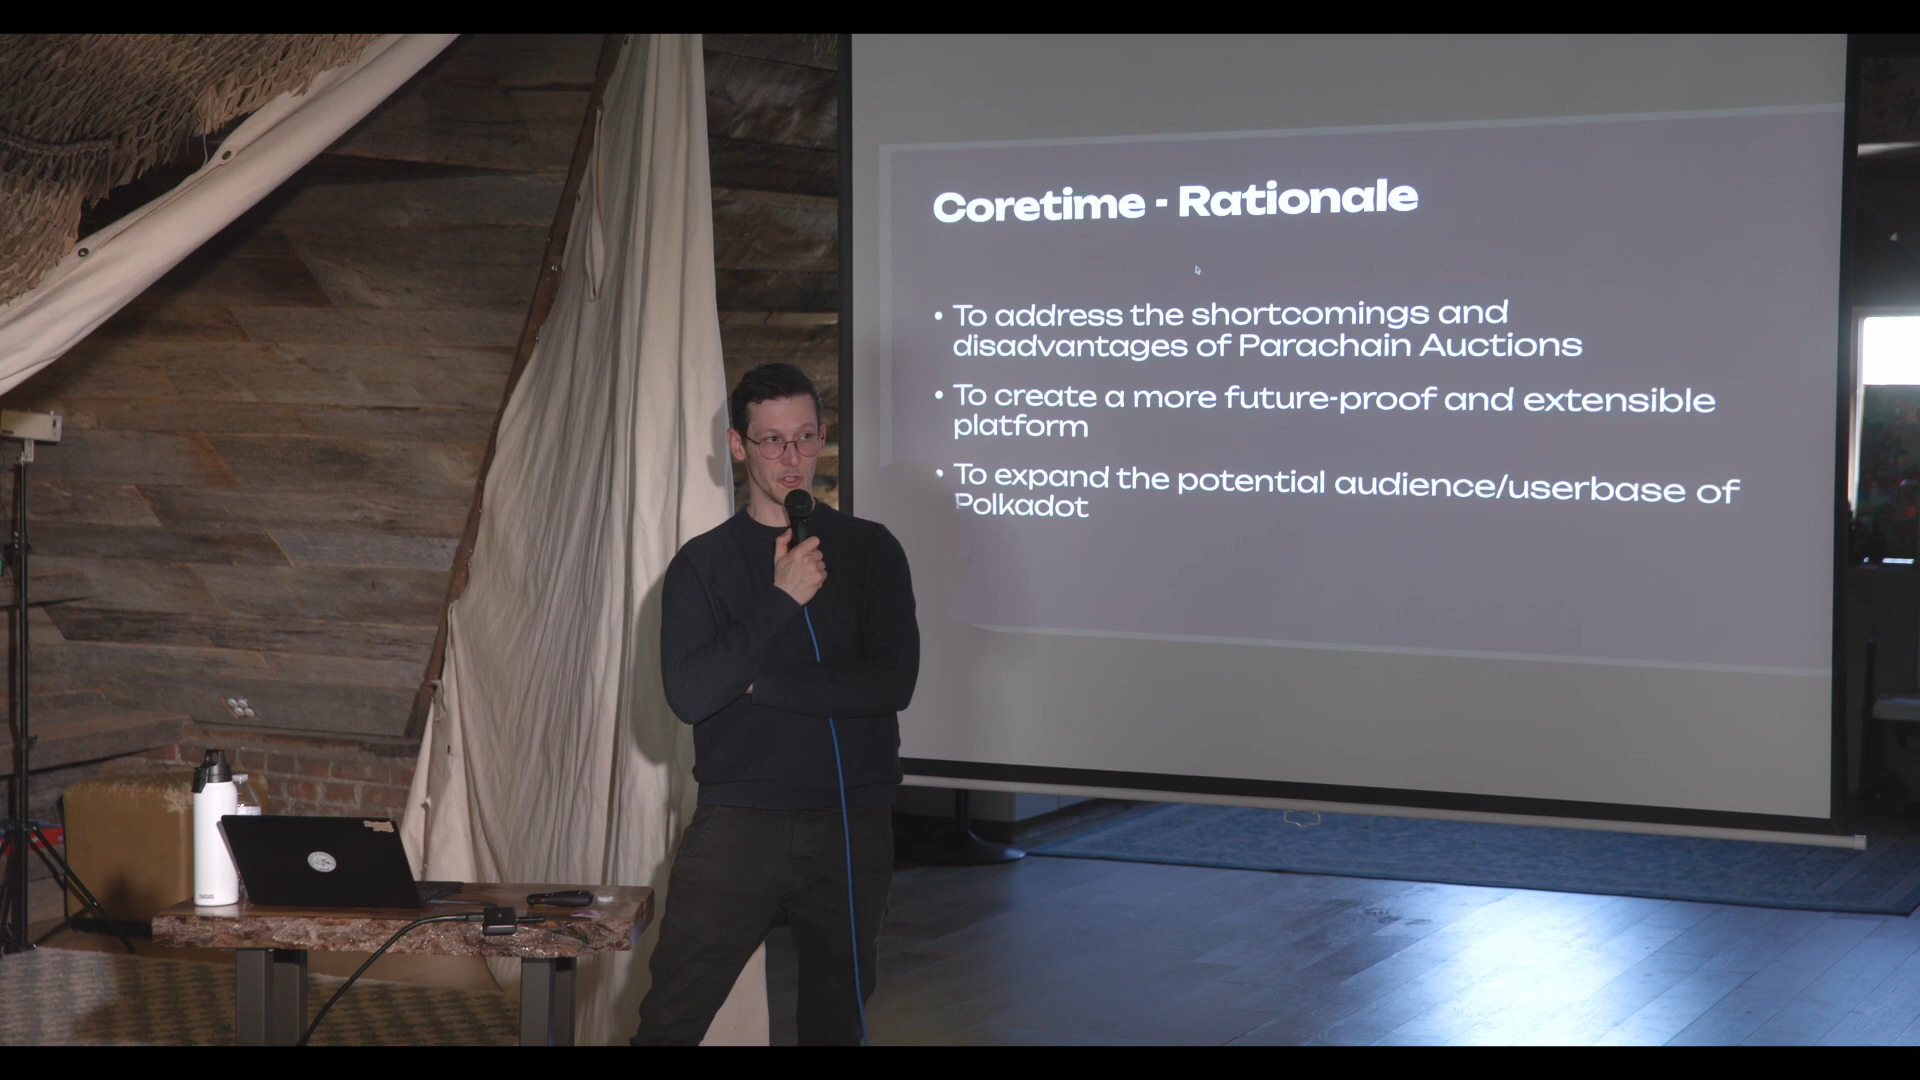 Coretime - Rationale
• To address the shortcomings and
disadvantages of Parachain Auctions
• To create a more future-proof and extensible
platform
• To expand the potential audience/userbase of
Polkadot